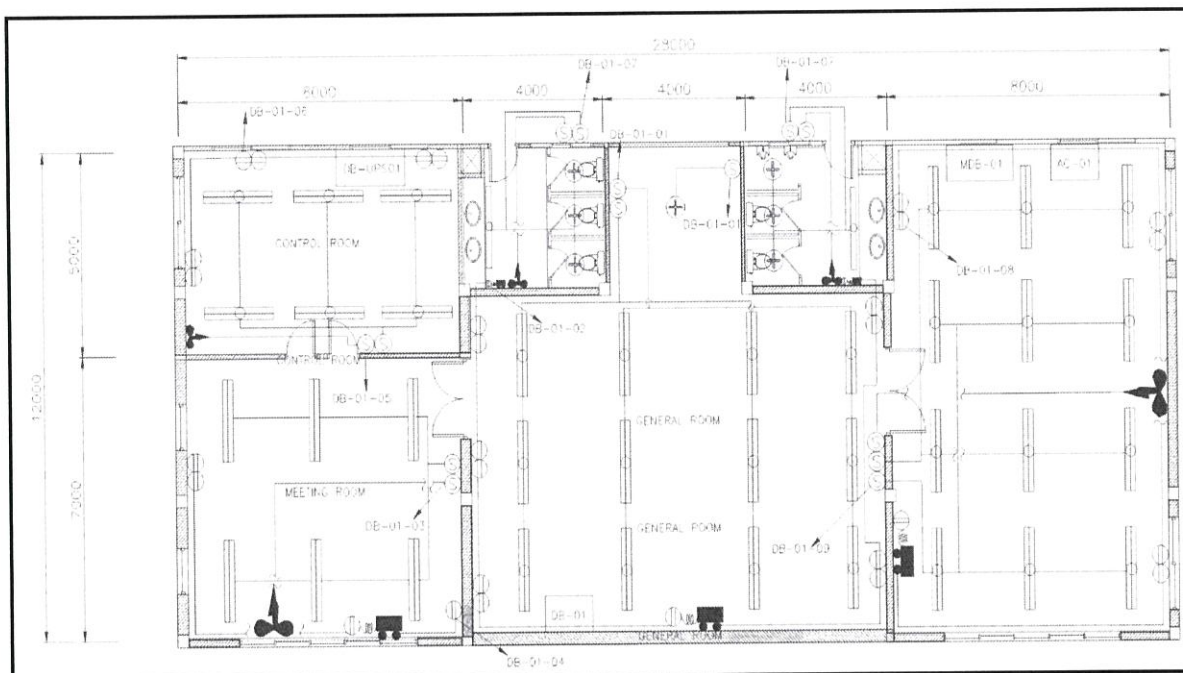 28000
DB-01-07
DB-01-07
8000
4000
4000
4000
8000
DB-01-06
DB-01-01
DB-UPS01
MDB-01
AC-01
DB-01-01
CONTROL ROOM
5000
DB-01-08
DB-01-02
CONTROL ROOM
12000
DB-01-05
GENERAL ROOM
MEETING ROOM
7000
DB-01-03
GENERAL ROOM
DB-01-09
DB-01
GENERAL ROOM
DB-01-04
S
S
S
S
S
S
S
S
S
S
S
S